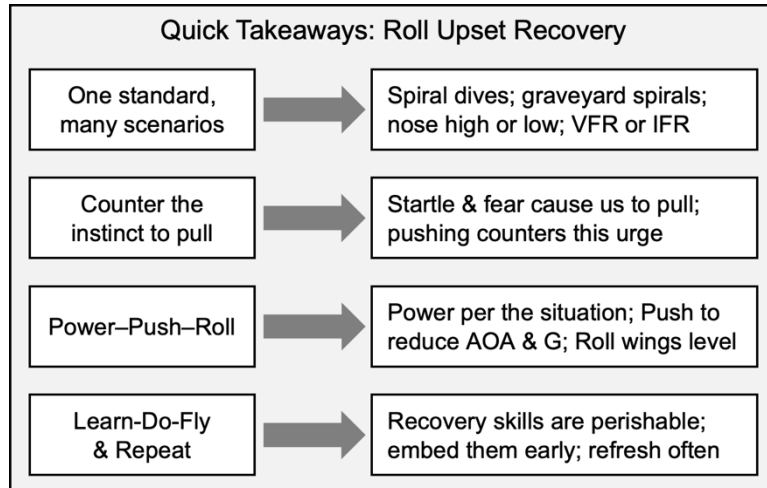 Quick Takeaways: Roll Upset Recovery
One standard,
many scenarios
Spiral dives; graveyard spirals;
nose high or low; VFR or IFR
Counter the
instinct to pull
Startle & fear cause us to pull;
pushing counters this urge
Power–Push–Roll
Power per the situation; Push to
reduce AOA & G; Roll wings level
Learn-Do-Fly
& Repeat
Recovery skills are perishable;
embed them early; refresh often